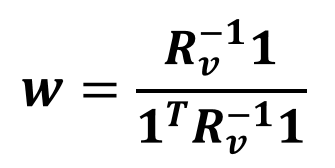 w = R_v^{-1}1 / 1^T R_v^{-1}1